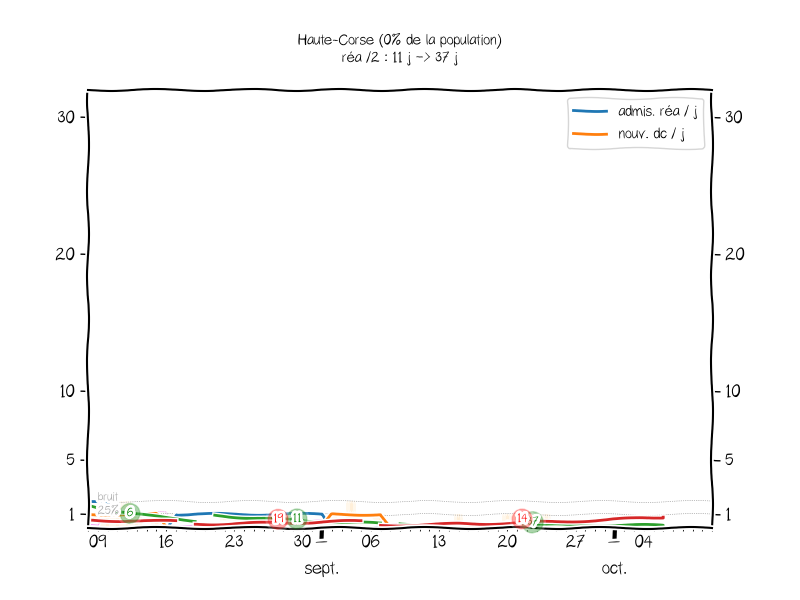 Haute-Corse (0% de la population)
réa /2 : 11 j -> 37 j
admis. réa / j
nouv. dc / j
30
30
20
20
10
10
5
5
bruit
25%
6
19
11
14
1
1
09 16 23 30 06 13 20 27 04
sept. oct.